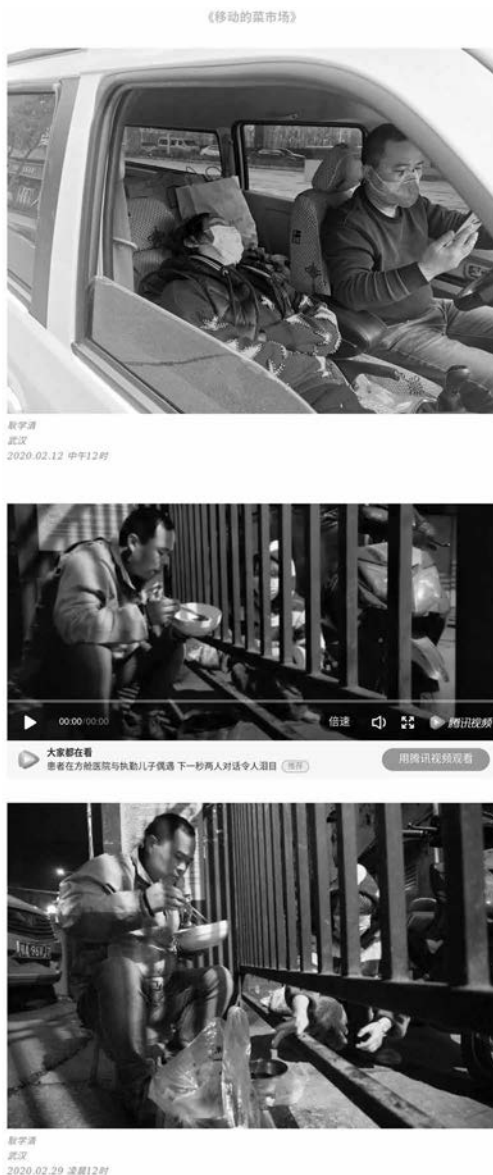 《移动的菜市场》
耿学清
武汉
2020.02.12 中午12时
00:00/00:00
倍速
腾讯视频
大家都在看
患者在方舱医院与执勤儿子偶遇 下一秒两人对话令人泪目 推荐
用腾讯视频观看
耿学清
武汉
2020.02.29 凌晨12时